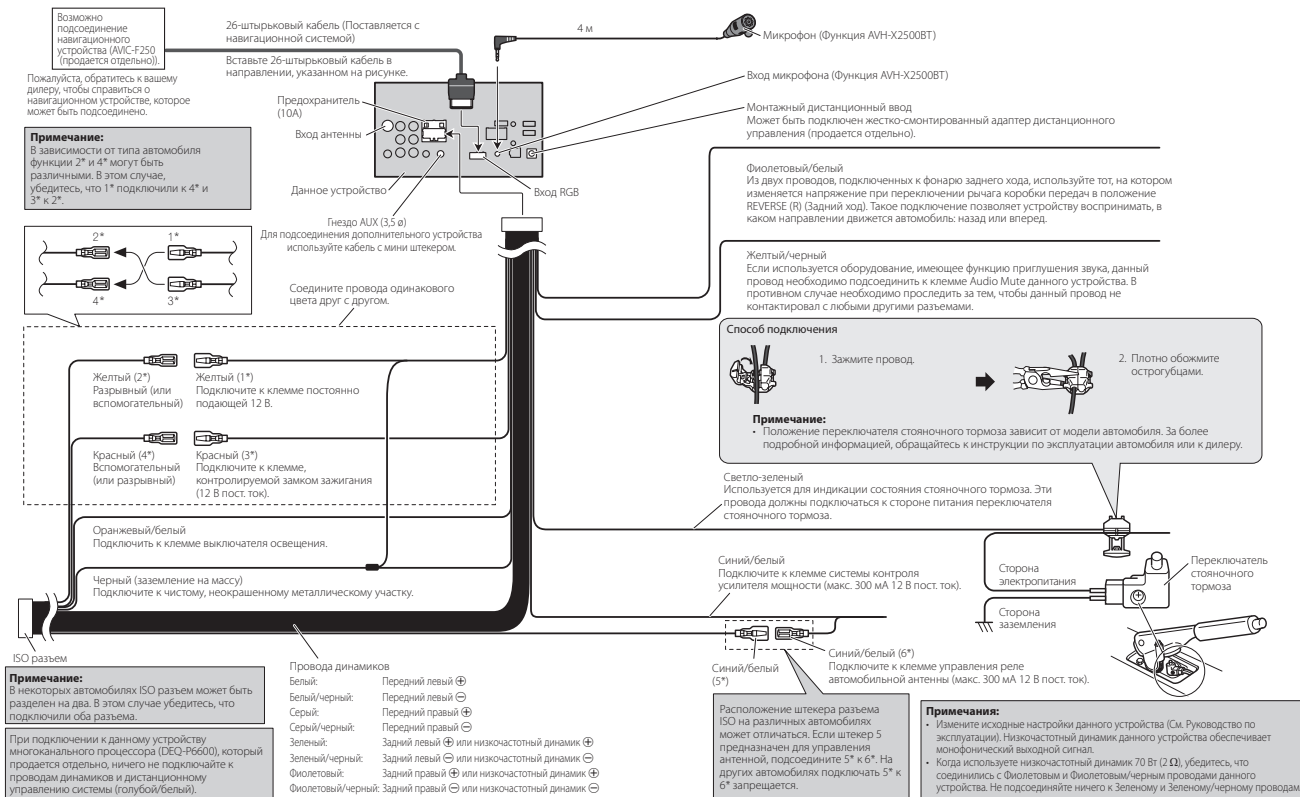 Возможно
подсоединение
навигационного
устройства (AVIC-F250
(продается отдельно)).
Пожалуйста, обратитесь к вашему
дилеру, чтобы справиться о
навигационном устройстве, которое
может быть подсоединено.
Примечание:
В зависимости от типа автомобиля
функции 2* и 4* могут быть
различными. В этом случае,
убедитесь, что 1* подключили к 4* и
3* к 2*.
26-штырьковый кабель (Поставляется с
навигационной системой)
Вставьте 26-штырьковый кабель в
направлении, указанном на рисунке.
4 м
Микрофон (Функция AVH-X2500BT)
Вход микрофона (Функция AVH-X2500BT)
Монтажный дистанционный ввод
Может быть подключен жестко-смонтированный адаптер дистанционного
управления (продается отдельно).
Предохранитель
(10A)
Вход антенны
Данное устройство
Вход RGB
Гнездо AUX (3,5 ø)
Для подсоединения дополнительного устройства
используйте кабель с мини штекером.
Фиолетовый/белый
Из двух проводов, подключенных к фонарю заднего хода, используйте тот, на котором
изменяется напряжение при переключении рычага коробки передач в положение
REVERSE (R) (Задний ход). Такое подключение позволяет устройству воспринимать, в
каком направлении движется автомобиль: назад или вперед.
Желтый/черный
Если используется оборудование, имеющее функцию приглушения звука, данный
провод необходимо подсоединить к клемме Audio Mute данного устройства. В
противном случае необходимо проследить за тем, чтобы данный провод не
контактировал с любыми другими разъемами.
2* 1*
4* 3*
Соедините провода одинакового
цвета друг с другом.
Желтый (2*)
Разрывный (или
вспомогательный)
Желтый (1*)
Подключите к клемме постоянно
подающей 12 В.
Красный (4*)
Вспомогательный
(или разрывный)
Красный (3*)
Подключите к клемме,
контролируемой замком зажигания
(12 В пост. ток).
Оранжевый/белый
Подключить к клемме выключателя освещения.
Черный (заземление на массу)
Подключите к чистому, неокрашенному металлическому участку.
Способ подключения
1. Зажмите провод.
2. Плотно обожмите
острогубцами.
Примечание:
• Положение переключателя стояночного тормоза зависит от модели автомобиля. За более
подробной информацией, обращайтесь к инструкции по эксплуатации автомобиля или к дилеру.
Светло-зеленый
Используется для индикации состояния стояночного тормоза. Эти
провода должны подключаться к стороне питания переключателя
стояночного тормоза.
Сторона
электропитания
Сторона
заземления
Переключатель
стояночного
тормоза
Синий/белый
Подключите к клемме системы контроля
усилителя мощности (макс. 300 мА 12 В пост. ток).
Синий/белый
(5*)
Синий/белый (6*)
Подключите к клемме управления реле
автомобильной антенны (макс. 300 мА 12 В пост. ток).
ISO разъем
Примечание:
В некоторых автомобилях ISO разъем может быть
разделен на два. В этом случае убедитесь, что
подключили оба разъема.
При подключении к данному устройству
многоканального процессора (DEQ-P6600), который
продается отдельно, ничего не подключайте к
проводам динамиков и дистанционному
управлению системы (голубой/белый).
Провода динамиков
Белый: Передний левый ⊕
Белый/черный: Передний левый ⊖
Серый: Передний правый ⊕
Серый/черный: Передний правый ⊖
Зеленый: Задний левый ⊕ или низкочастотный динамик ⊕
Зеленый/черный: Задний левый ⊖ или низкочастотный динамик ⊖
Фиолетовый: Задний правый ⊕ или низкочастотный динамик ⊕
Фиолетовый/черный: Задний правый ⊖ или низкочастотный динамик ⊖
Расположение штекера разъема
ISO на различных автомобилях
может отличаться. Если штекер 5
предназначен для управления
антенной, подсоедините 5* к 6*. На
других автомобилях подключать 5* к
6* запрещается.
Примечания:
• Измените исходные настройки данного устройства (См. Руководство по
эксплуатации). Низкочастотный динамик данного устройства обеспечивает
монофонический выходной сигнал.
• Когда используете низкочастотный динамик 70 Вт (2 Ω), убедитесь, что
соединились с Фиолетовым и Фиолетовым/черным проводами данного
устройства. Не подсоединяйте ничего к Зеленому и Зеленому/черному проводам.